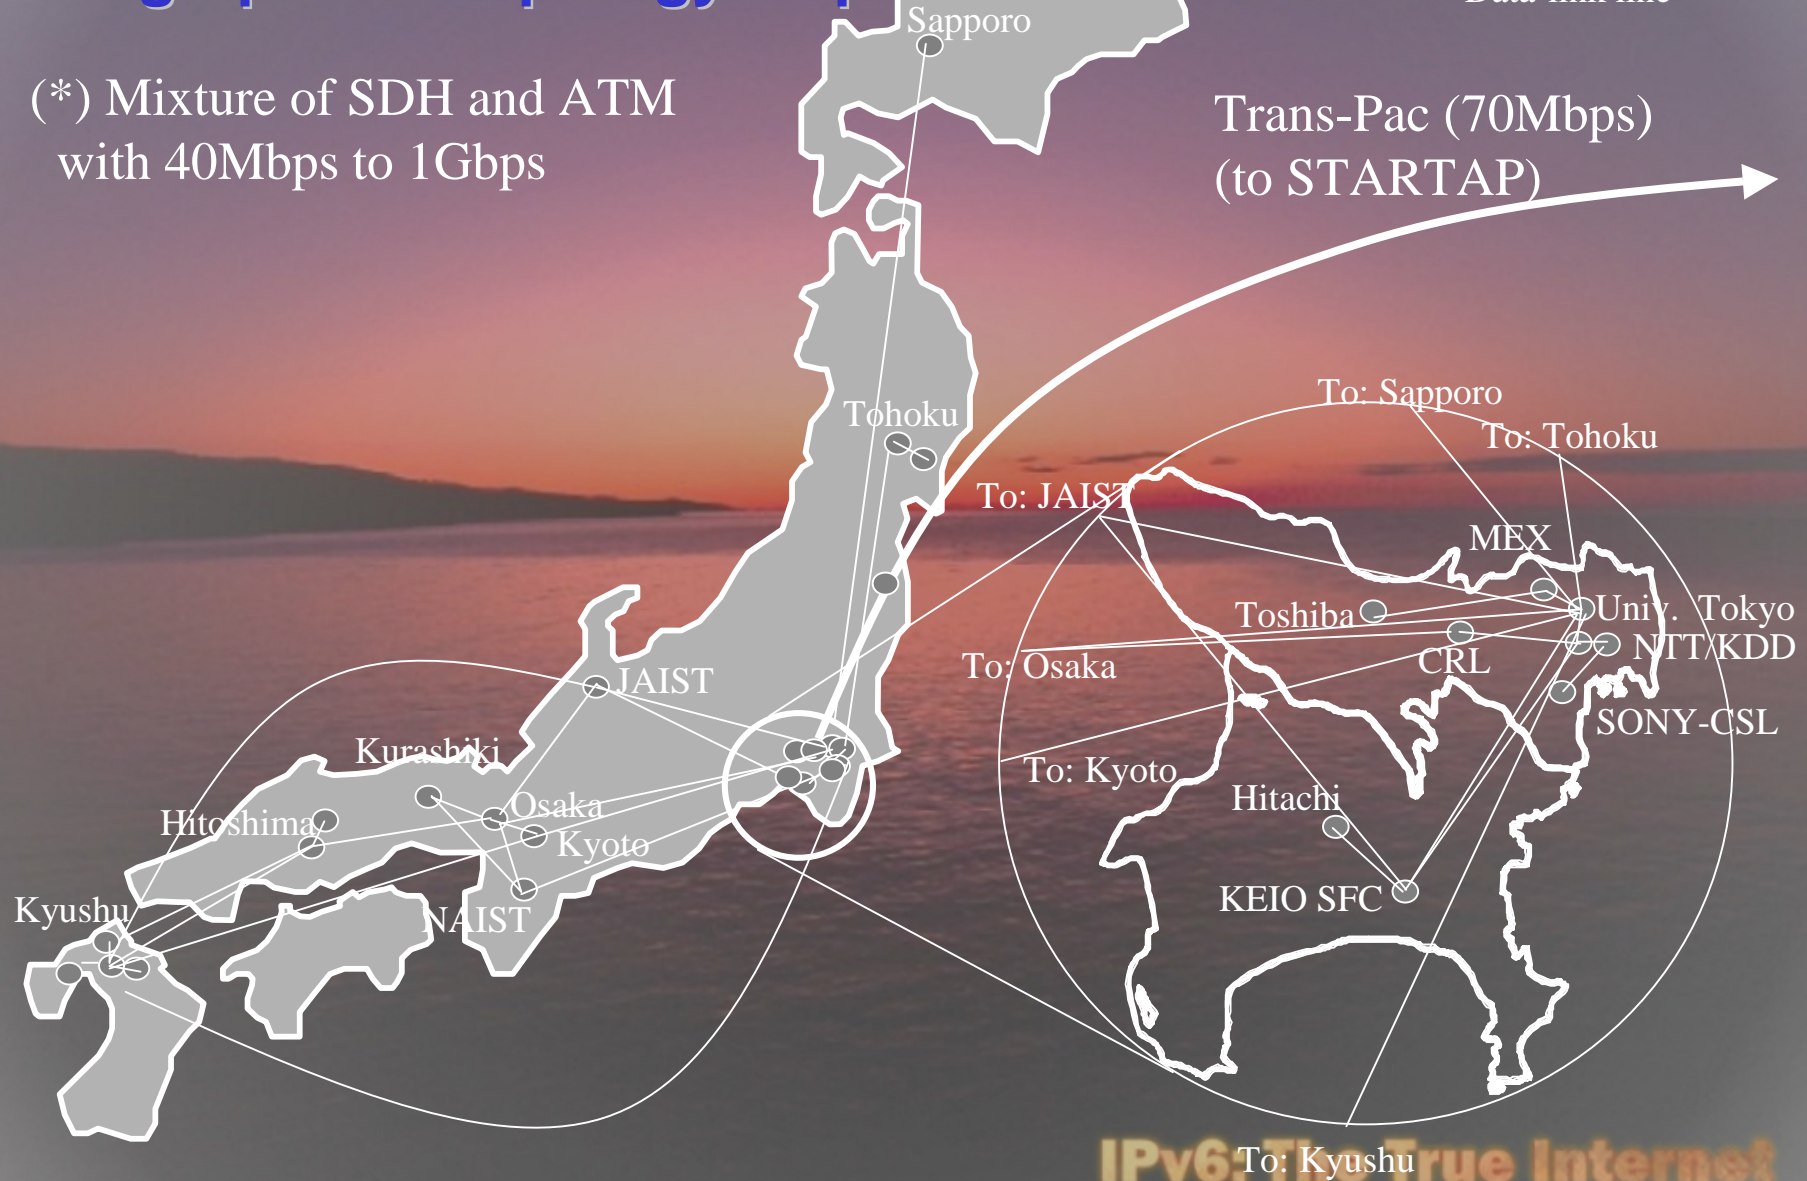 Sapporo
(*) Mixture of SDH and ATM
with 40Mbps to 1Gbps
Trans-Pac (70Mbps)
(to STARTAP)
To: Sapporo
Tohoku
To: Tohoku
To: JAIST
MEX
Toshiba
Univ. Tokyo
NTT/KDD
CRL
To: Osaka
JAIST
SONY-CSL
Kurashiki
To: Kyoto
Hitachi
Osaka
Hitoshima
Kyoto
KEIO SFC
Kyushu
NAIST
IPv6: The True Internet
To: Kyushu